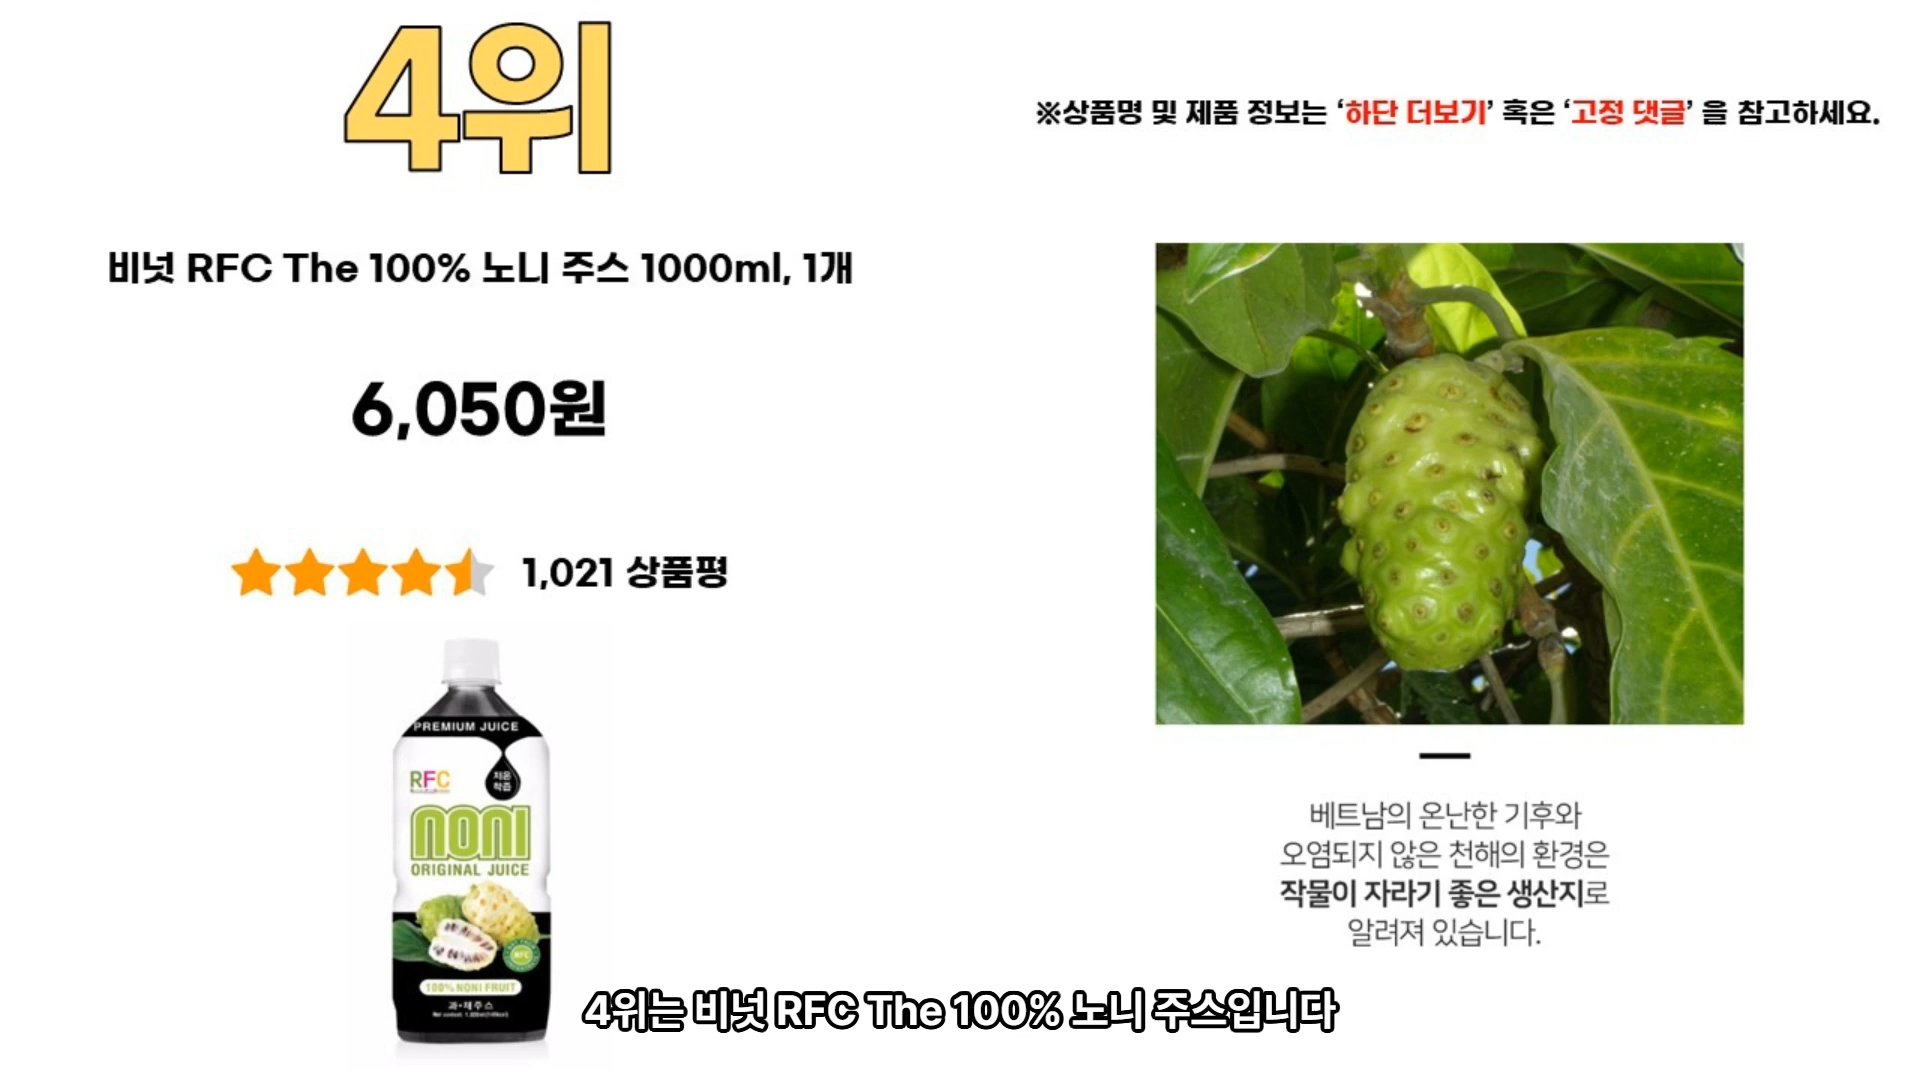 4위
※상품명 및 제품 정보는 ‘하단 더보기’ 혹은 ‘고정 댓글’ 을 참고하세요.
비넛 RFC The 100% 노니 주스 1000ml, 1개
6,050원
1,021 상품평
PREMIUM JUICE
RFC
저온
착즙
noni
ORIGINAL JUICE
NFC
100% NONI FRUIT
과•채주스
베트남의 온난한 기후와
오염되지 않은 천해의 환경은
작물이 자라기 좋은 생산지로
알려져 있습니다.
4위는 비넛 RFC The 100% 노니 주스입니다